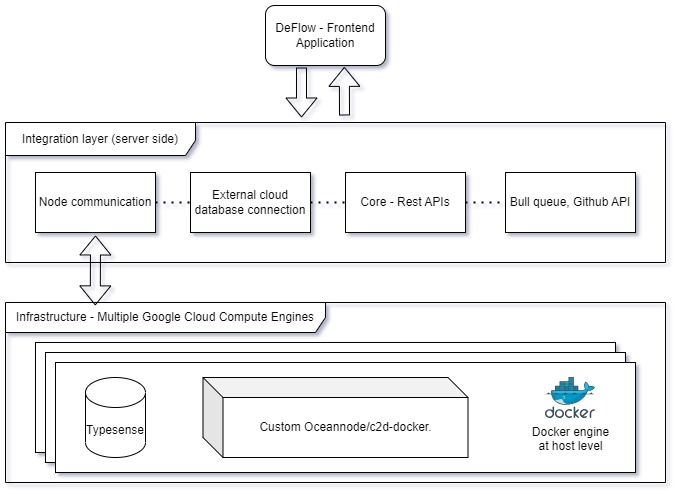 DeFlow - Frontend
Application
Integration layer (server side)
Node communication
External cloud
database connection
Core - Rest APIs
Bull queue, Github API
Infrastructure - Multiple Google Cloud Compute Engines
Typesense
Custom Oceannode/c2d-docker.
docker
Docker engine
at host level